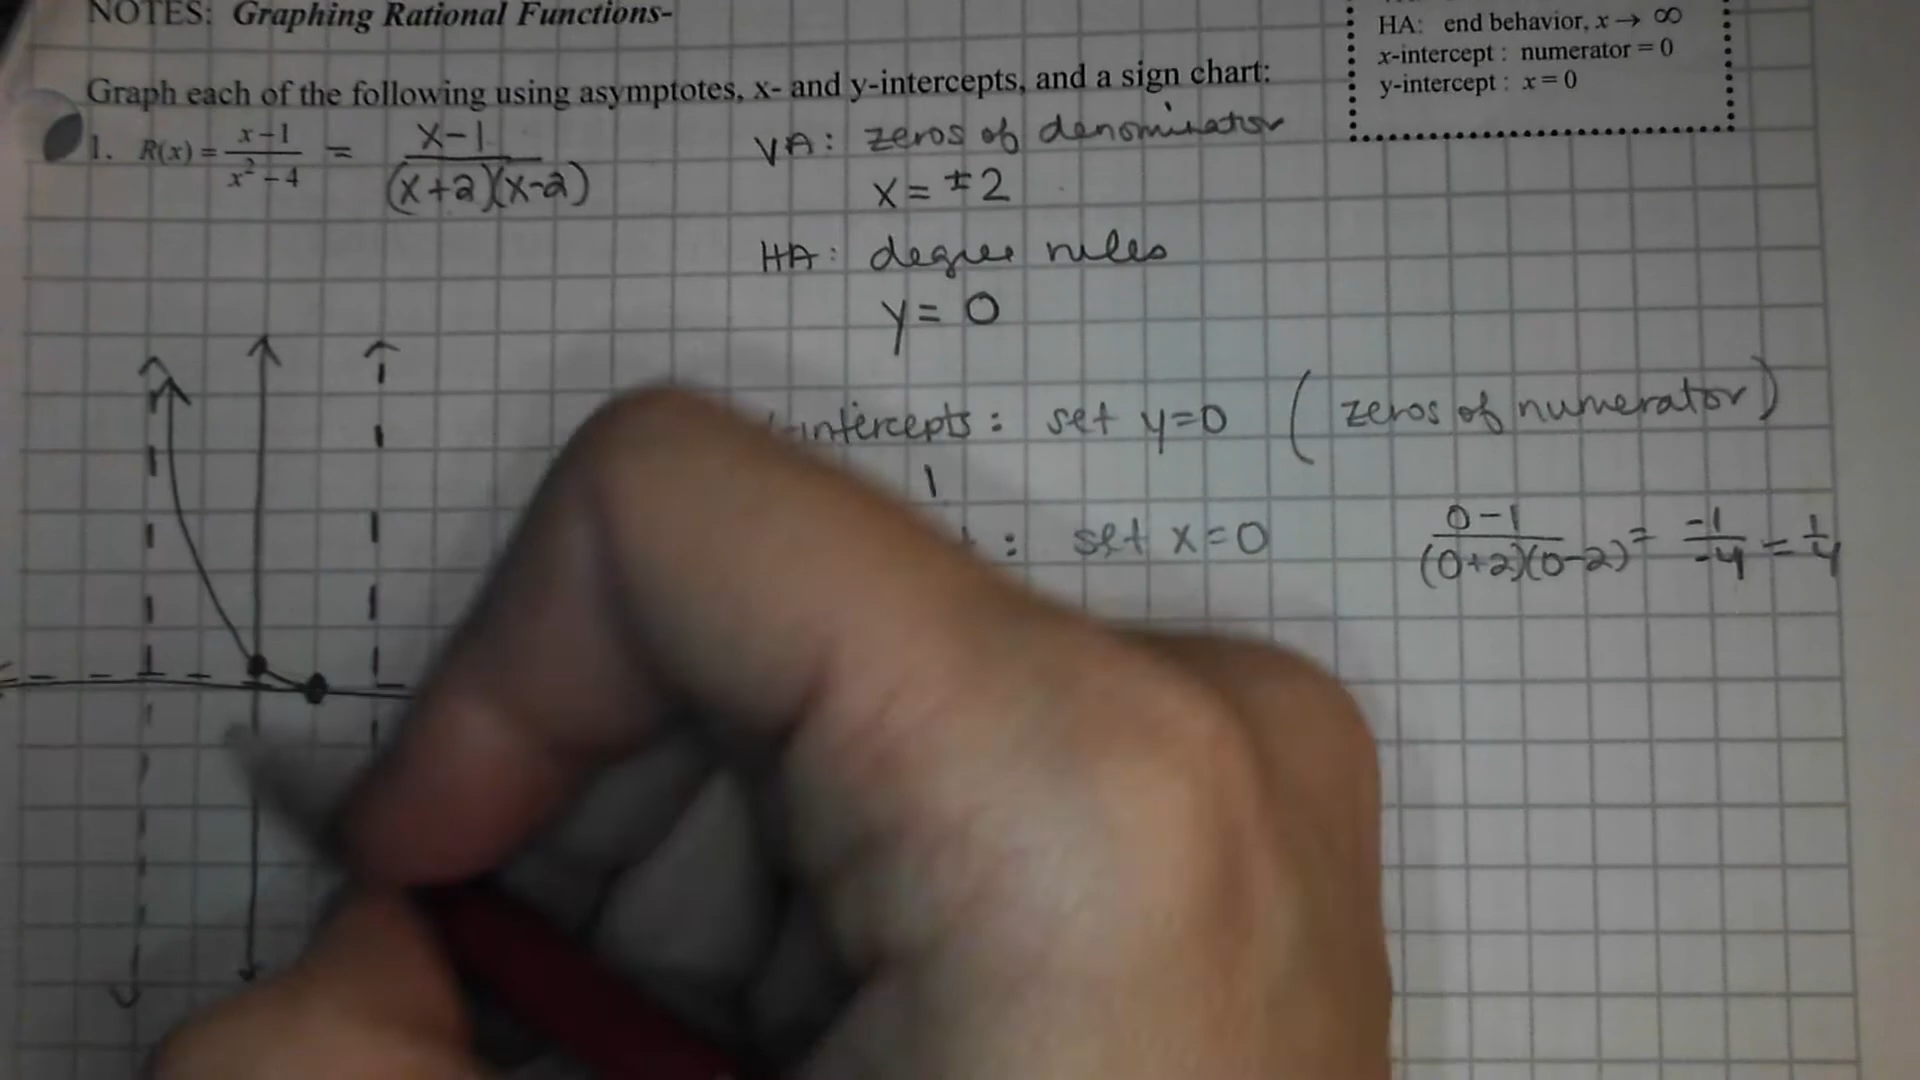 NOTES: Graphing Rational Functions-
HA: end behavior, x → ∞
x-intercept : numerator = 0
y-intercept : x = 0
Graph each of the following using asymptotes, x- and y-intercepts, and a sign chart:
1. R(x) = x-1 / x² - 4 = x-1 / (x+2)(x-2)
VA: zeros of denominator
x = ±2
HA: degree rules
y = 0
-intercepts: set y=0 (zeros of numerator)
1
: set x=0
0-1 / (0+2)(0-2) = -1 / -4 = 1/4